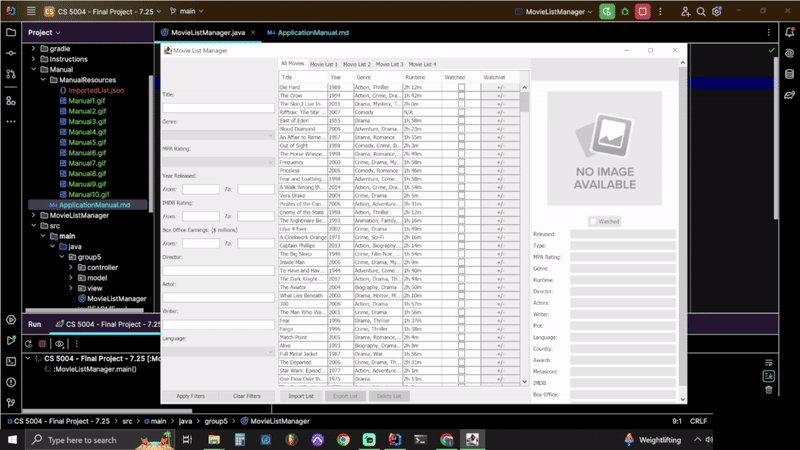 CS 5004 - Final Project - 7.25
main
MovieListManager
Project
MovieListManager.java
ApplicationManual.md
gradle
Instructions
Manual
ManualResources
ImportedList.json
Manual1.gif
Manual2.gif
Manual3.gif
Manual4.gif
Manual5.gif
Manual6.gif
Manual7.gif
Manual8.gif
Manual9.gif
Manual10.gif
ApplicationManual.md
MovieListManager
src
main
java
group5
controller
model
view
MovieListManager
Movie List Manager
Title:
Genre:
MPA Rating:
Year Released:
From: To:
IMDB Rating:
From: To:
Box Office Earnings: ($ millions)
From: To:
Director:
Actor:
Writer:
Language:
Apply Filters Clear Filters
All Movies Movie List 1 Movie List 2 Movie List 3 Movie List 4
Title Year Genre Runtime Watched Watchlist
Die Hard 1988 Action, Thriller 2h 12m +/-
The Crow 1994 Action, Crime, Dra... 1h 42m +/-
The Skin I Live In 2011 Drama, Mystery, T... 2h 0m +/-
Rifftrax: The Star ... 2007 Comedy N/A +/-
East of Eden 1955 Drama 1h 58m +/-
Blood Diamond 2006 Adventure, Drama... 2h 23m +/-
An Affair to Reme... 1957 Drama, Romance 1h 55m +/-
Out of Sight 1998 Comedy, Crime, D... 2h 3m +/-
The Horse Whispe... 1998 Drama, Romance 2h 49m +/-
Frequency 2000 Crime, Drama, My... 1h 58m +/-
Priceless 2006 Comedy, Romance 1h 46m +/-
Fear and Loathing... 1998 Adventure, Come... 1h 58m +/-
A Walk Among th... 2014 Action, Crime, Dra... 1h 54m +/-
Vera Drake 2004 Crime, Drama 2h 5m +/-
Pirates of the Cari... 2006 Action, Adventure... 2h 31m +/-
Enemy of the State 1998 Action, Thriller 2h 12m +/-
The Nightmare Be... 1993 Animation, Family... 1h 16m +/-
Lilya 4-Ever 2002 Crime, Drama 1h 49m +/-
A Clockwork Orange 1971 Crime, Sci-Fi 2h 16m +/-
Captain Phillips 2013 Action, Biography... 2h 14m +/-
The Big Sleep 1946 Crime, Film-Noir, ... 1h 54m +/-
Inside Man 2006 Crime, Drama, My... 2h 9m +/-
To Have and Hav... 1944 Adventure, Come... 1h 40m +/-
The Dark Knight ... 2012 Action, Drama, Th... 2h 44m +/-
The Aviator 2004 Biography, Drama 2h 50m +/-
What Lies Beneath 2000 Drama, Horror, M... 2h 10m +/-
300 2006 Action, Drama 1h 57m +/-
The Man Who Wa... 2001 Crime, Drama 1h 56m +/-
Fear 1996 Drama, Thriller 1h 37m +/-
Fargo 1996 Crime, Thriller 1h 38m +/-
Match Point 2005 Drama, Romance... 2h 4m +/-
Alive 1993 Biography, Drama... 2h 0m +/-
Full Metal Jacket 1987 Drama, War 1h 56m +/-
The Departed 2006 Crime, Drama, Th... 2h 31m +/-
Star Wars: Episod... 1977 Action, Adventure... 2h 1m +/-
One Flew Over th... 1975 Drama 2h 13m +/-
Import List Export List Delete List
NO IMAGE
AVAILABLE
Watched
Released:
Type:
MPA Rating:
Genre:
Runtime:
Director:
Actors:
Writer:
Plot:
Language:
Country:
Awards:
Metascore:
IMDB:
Box Office:
Run
CS 5004 - Final Project - 7.25
CS 5004 - Final Project - 7.25 [:Mo
:MovieListManager.main()
CS 5004 - Final Project - 7.25 > src > main > java > group5 > MovieListManager
9:1 CRLF
Type here to search
Weightlifting